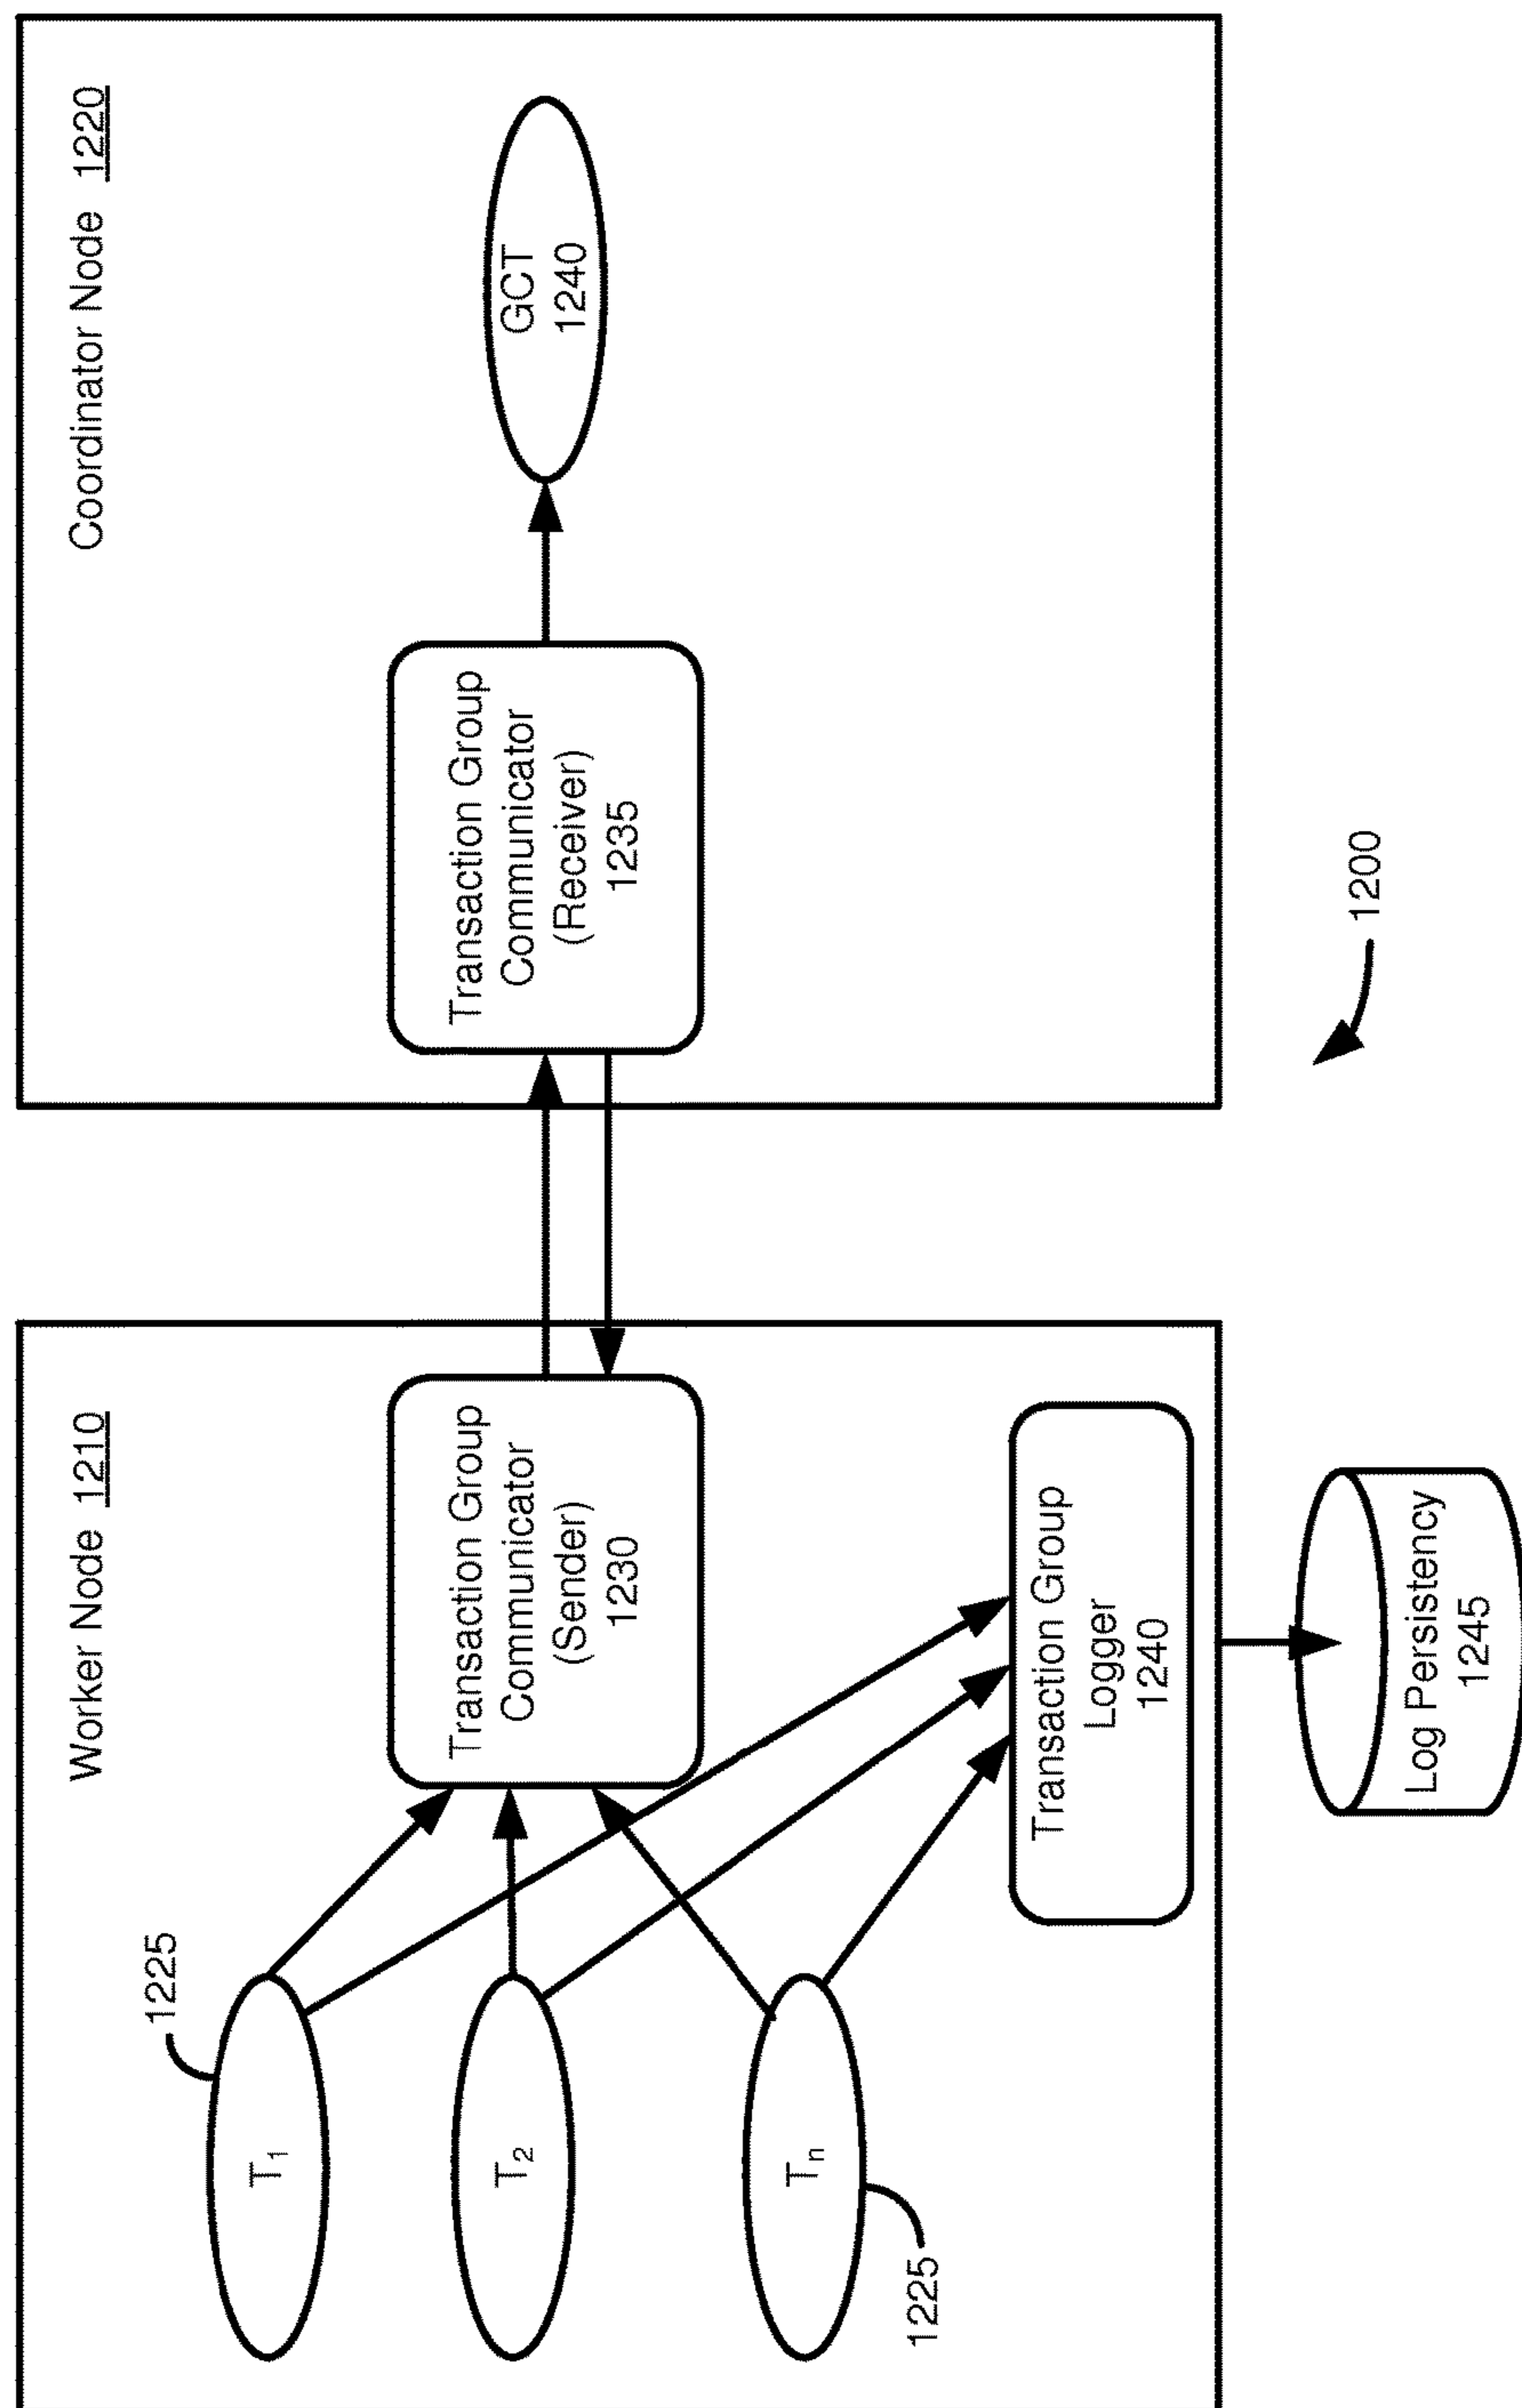 Worker Node 1210
1225
T1
T2
Tn
1225
Transaction Group
Communicator
(Sender)
1230
Transaction Group
Logger
1240
Log Persistency
1245
Coordinator Node 1220
Transaction Group
Communicator
(Receiver)
1235
GCT
1240
1200